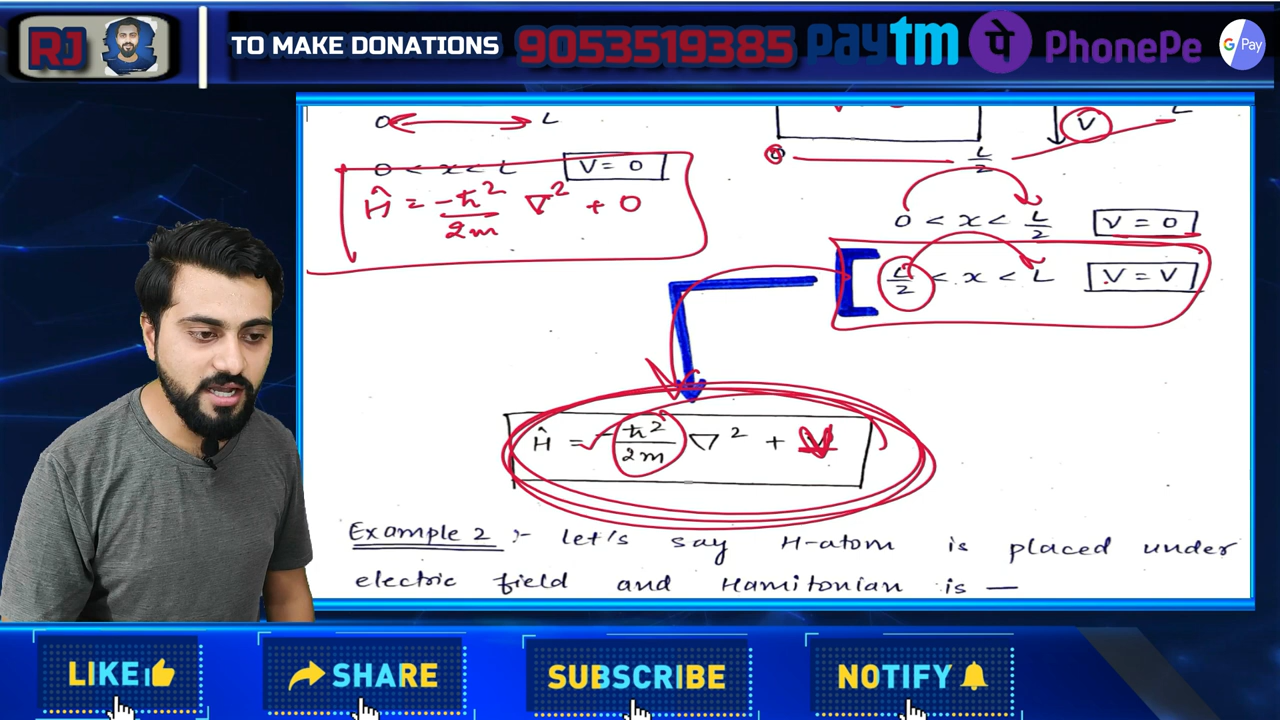 RJ TO MAKE DONATIONS 9053519385 paytm पे PhonePe G Pay
0 L
V
L
0 L/2
0 < x < L V = 0
Ĥ = -ħ²/2m ∇² + 0
0 < x < L/2 V = 0
L/2 < x < L V = V
Ĥ = -ħ²/2m ∇² + V
Example 2 :- Let's say H-atom is placed under
electric field and Hamitonian is —
LIKE SHARE SUBSCRIBE NOTIFY